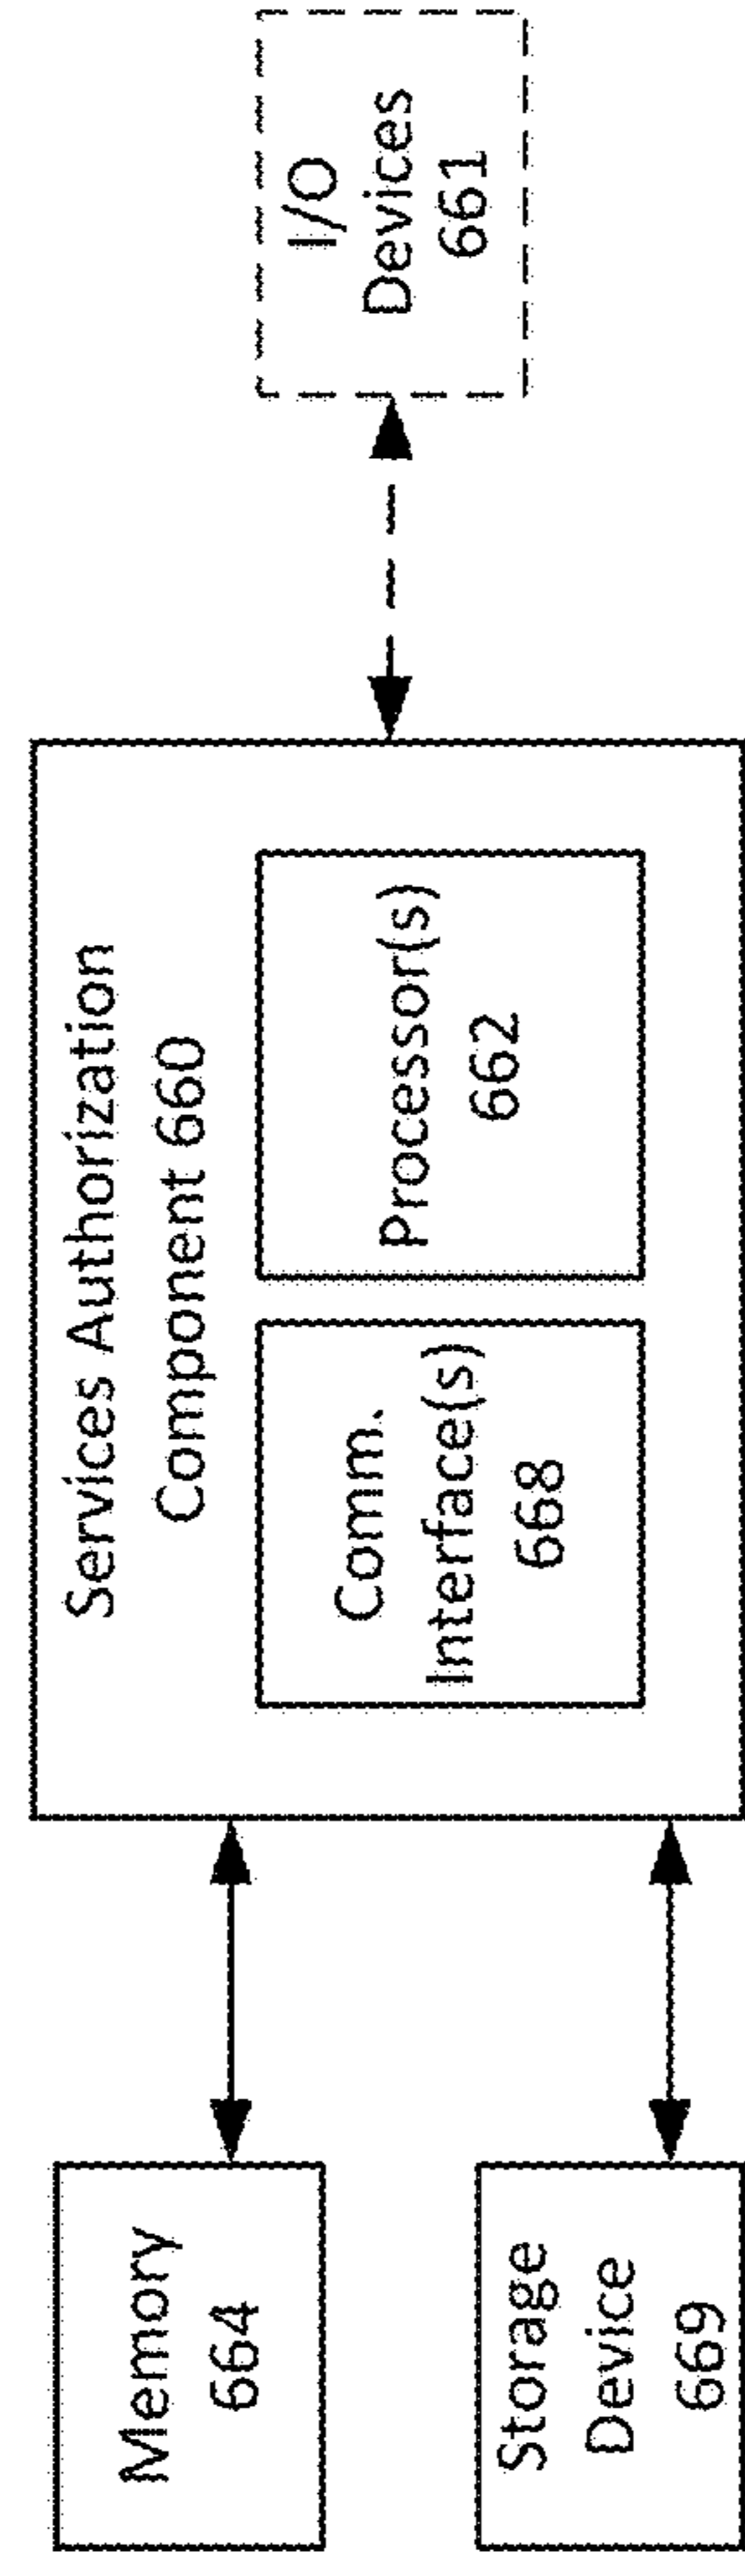 Services Authorization
Component 660
Memory
664
Storage
Device
669
Comm.
Interface(s)
668
Processor(s)
662
I/O
Devices
661